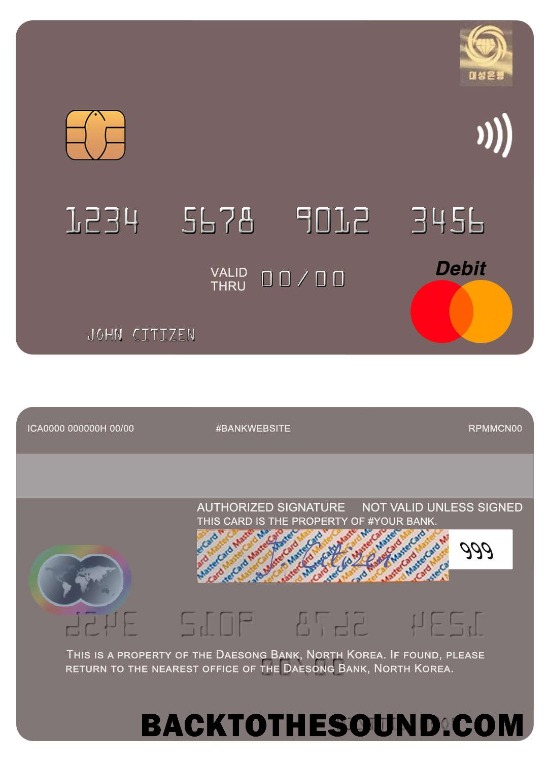 대성은행
1234 5678 9012 3456
Debit
VALID
THRU 00/00
JOHN CITIZEN
ICA0000 000000H 00/00 #BANKWEBSITE RPMMCN00
AUTHORIZED SIGNATURE NOT VALID UNLESS SIGNED
THIS CARD IS THE PROPERTY OF #YOUR BANK.
MasterCard MasterCard MasterCard
999
THIS IS A PROPERTY OF THE DAESONG BANK, NORTH KOREA. IF FOUND, PLEASE
RETURN TO THE NEAREST OFFICE OF THE DAESONG BANK, NORTH KOREA.
BACKTOTHESOUND.COM